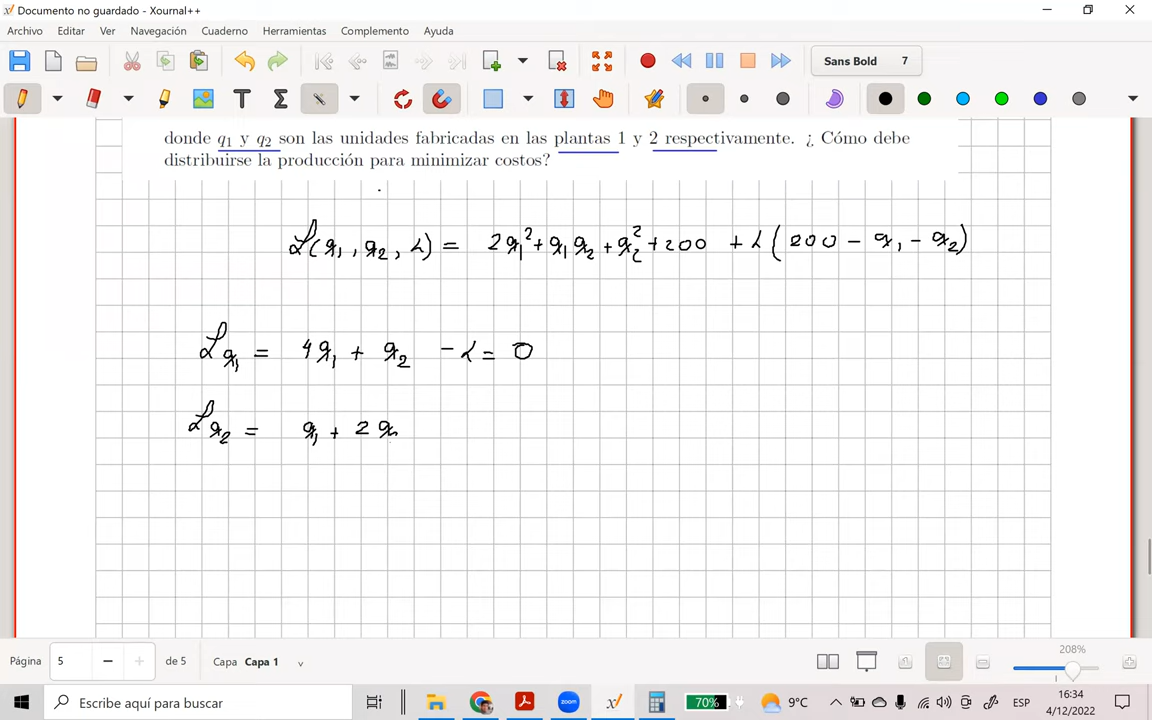 Documento no guardado - Xournal++
Archivo Editar Ver Navegación Cuaderno Herramientas Complemento Ayuda
Sans Bold 7
donde q₁ y q₂ son las unidades fabricadas en las plantas 1 y 2 respectivamente. ¿ Cómo debe
distribuirse la producción para minimizar costos?
ℒ(q₁, q₂, λ) = 2q₁² + q₁q₂ + q₂² + 200 + λ(200 - q₁ - q₂)
ℒq₁ = 4q₁ + q₂ - λ = 0
ℒq₂ = q₁ + 2q
Página 5 de 5 Capa Capa 1
208%
Escribe aquí para buscar
zoom
70%
9°C
ESP
16:34
4/12/2022